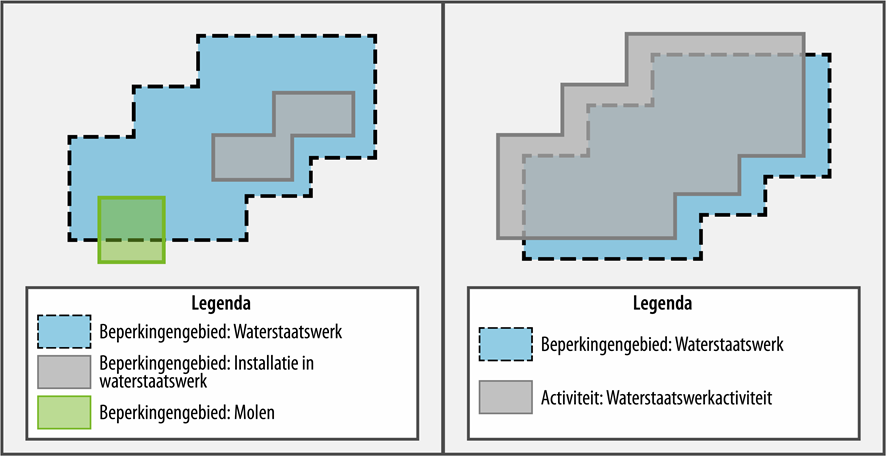 Legenda
Beperkingengebied: Waterstaatswerk
Beperkingengebied: Installatie in
waterstaatswerk
Beperkingengebied: Molen
Legenda
Beperkingengebied: Waterstaatswerk
Activiteit: Waterstaatswerkactiviteit